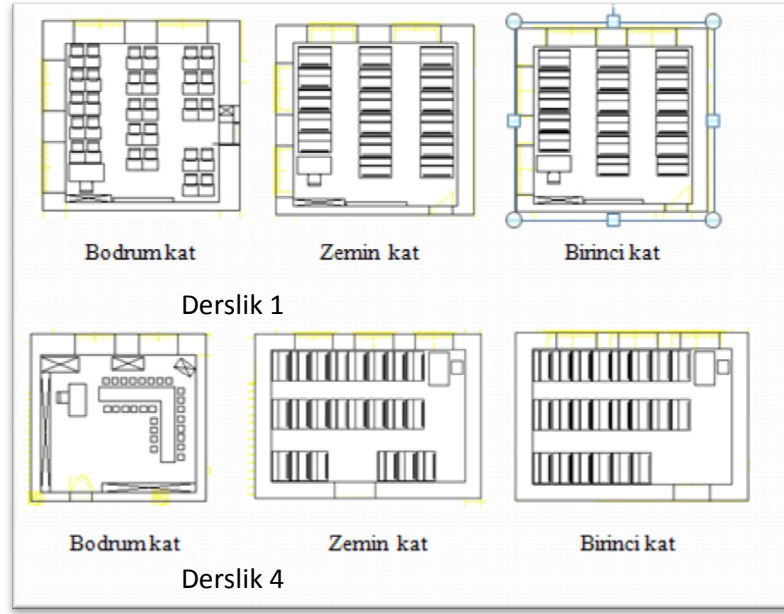 Bodrum kat Zemin kat Birinci kat
Derslik 1
Bodrum kat Zemin kat Birinci kat
Derslik 4